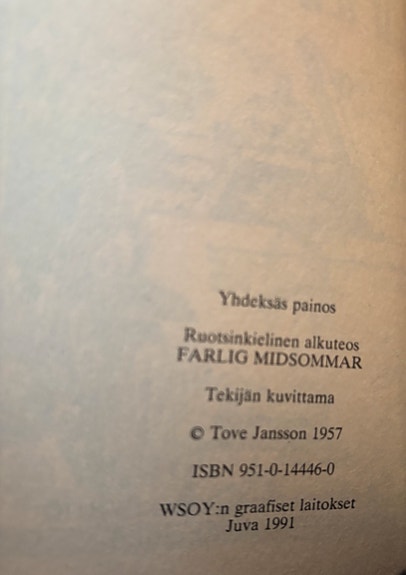 Yhdeksäs painos
Ruotsinkielinen alkuteos
FARLIG MIDSOMMAR
Tekijän kuvittama
© Tove Jansson 1957
ISBN 951-0-14446-0
WSOY:n graafiset laitokset
Juva 1991